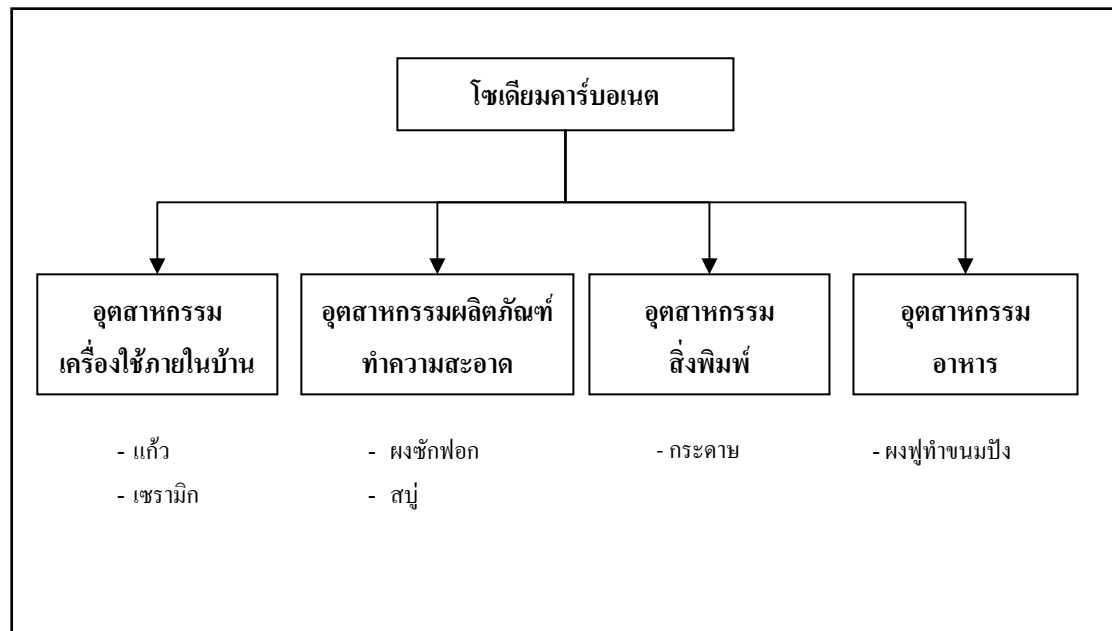 โซเดียมคาร์บอเนต
อุตสาหกรรม
เครื่องใช้ภายในบ้าน
อุตสาหกรรมผลิตภัณฑ์
ทำความสะอาด
อุตสาหกรรม
สิ่งพิมพ์
อุตสาหกรรม
อาหาร
- แก้ว
- เซรามิก
- ผงซักฟอก
- สบู่
- กระดาษ
- ผงฟูทำขนมปัง